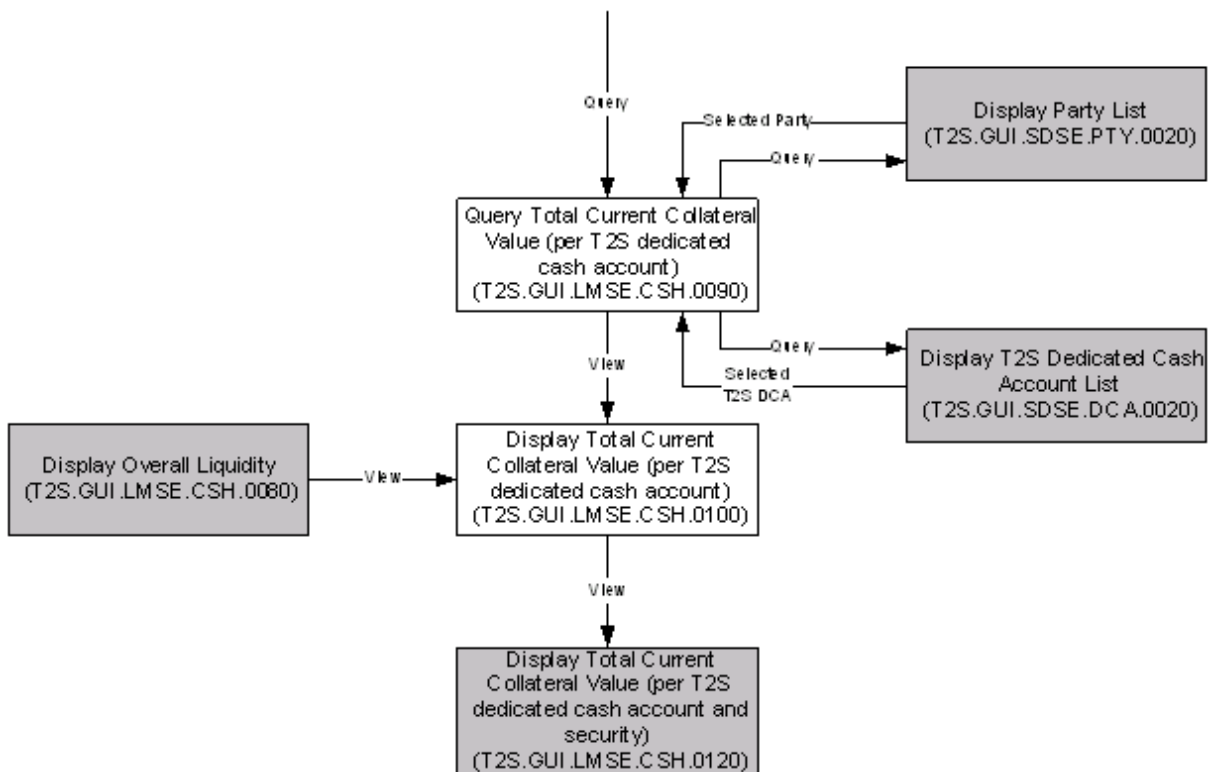 Query
Display Party List
(T2S.GUI.SDSE.PTY.0020)
Selected Party
Query
Query Total Current Collateral
Value (per T2S dedicated
cash account)
(T2S.GUI.LMSE.CSH.0090)
Query
View
Selected
T2S DCA
Display T2S Dedicated Cash
Account List
(T2S.GUI.SDSE.DCA.0020)
Display Overall Liquidity
(T2S.GUI.LMSE.CSH.0080)
View
Display Total Current
Collateral Value (per T2S
dedicated cash account)
(T2S.GUI.LMSE.CSH.0100)
View
Display Total Current
Collateral Value (per T2S
dedicated cash account and
security)
(T2S.GUI.LMSE.CSH.0120)